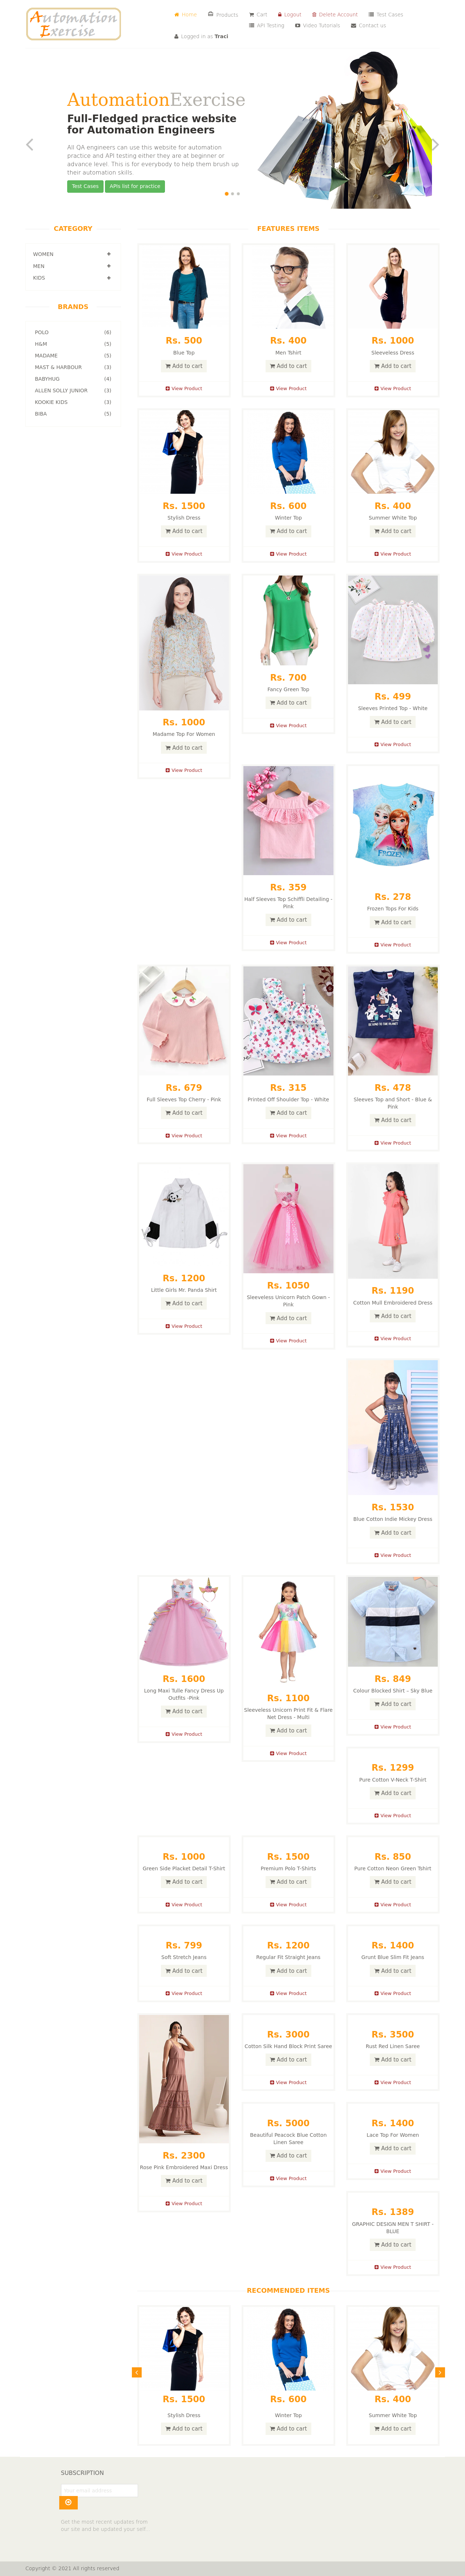 Automation
Exercise
Home
Products
Cart
Logout
Delete Account
Test Cases
API Testing
Video Tutorials
Contact us
Logged in as Traci
AutomationExercise
Full-Fledged practice website
for Automation Engineers
All QA engineers can use this website for automation
practice and API testing either they are at beginner or
advance level. This is for everybody to help them brush up
their automation skills.
Test Cases
APIs list for practice
CATEGORY
WOMEN
MEN
KIDS
BRANDS
POLO (6)
H&M (5)
MADAME (5)
MAST & HARBOUR (3)
BABYHUG (4)
ALLEN SOLLY JUNIOR (3)
KOOKIE KIDS (3)
BIBA (5)
FEATURES ITEMS
Rs. 500
Blue Top
Add to cart
View Product
Rs. 400
Men Tshirt
Add to cart
View Product
Rs. 1000
Sleeveless Dress
Add to cart
View Product
Rs. 1500
Stylish Dress
Add to cart
View Product
Rs. 600
Winter Top
Add to cart
View Product
Rs. 400
Summer White Top
Add to cart
View Product
Rs. 1000
Madame Top For Women
Add to cart
View Product
Rs. 700
Fancy Green Top
Add to cart
View Product
Rs. 499
Sleeves Printed Top - White
Add to cart
View Product
Rs. 359
Half Sleeves Top Schiffli Detailing -
Pink
Add to cart
View Product
FROZEN
Rs. 278
Frozen Tops For Kids
Add to cart
View Product
Rs. 679
Full Sleeves Top Cherry - Pink
Add to cart
View Product
Rs. 315
Printed Off Shoulder Top - White
Add to cart
View Product
Rs. 478
Sleeves Top and Short - Blue &
Pink
Add to cart
View Product
Rs. 1200
Little Girls Mr. Panda Shirt
Add to cart
View Product
Rs. 1050
Sleeveless Unicorn Patch Gown -
Pink
Add to cart
View Product
Rs. 1190
Cotton Mull Embroidered Dress
Add to cart
View Product
Rs. 1530
Blue Cotton Indie Mickey Dress
Add to cart
View Product
Rs. 1600
Long Maxi Tulle Fancy Dress Up
Outfits -Pink
Add to cart
View Product
Rs. 1100
Sleeveless Unicorn Print Fit & Flare
Net Dress - Multi
Add to cart
View Product
Rs. 849
Colour Blocked Shirt – Sky Blue
Add to cart
View Product
Rs. 1299
Pure Cotton V-Neck T-Shirt
Add to cart
View Product
Rs. 1000
Green Side Placket Detail T-Shirt
Add to cart
View Product
Rs. 1500
Premium Polo T-Shirts
Add to cart
View Product
Rs. 850
Pure Cotton Neon Green Tshirt
Add to cart
View Product
Rs. 799
Soft Stretch Jeans
Add to cart
View Product
Rs. 1200
Regular Fit Straight Jeans
Add to cart
View Product
Rs. 1400
Grunt Blue Slim Fit Jeans
Add to cart
View Product
Rs. 2300
Rose Pink Embroidered Maxi Dress
Add to cart
View Product
Rs. 3000
Cotton Silk Hand Block Print Saree
Add to cart
View Product
Rs. 3500
Rust Red Linen Saree
Add to cart
View Product
Rs. 5000
Beautiful Peacock Blue Cotton
Linen Saree
Add to cart
View Product
Rs. 1400
Lace Top For Women
Add to cart
View Product
Rs. 1389
GRAPHIC DESIGN MEN T SHIRT -
BLUE
Add to cart
View Product
RECOMMENDED ITEMS
Rs. 1500
Stylish Dress
Add to cart
Rs. 600
Winter Top
Add to cart
Rs. 400
Summer White Top
Add to cart
SUBSCRIPTION
Your email address
Get the most recent updates from
our site and be updated your self...
Copyright © 2021 All rights reserved